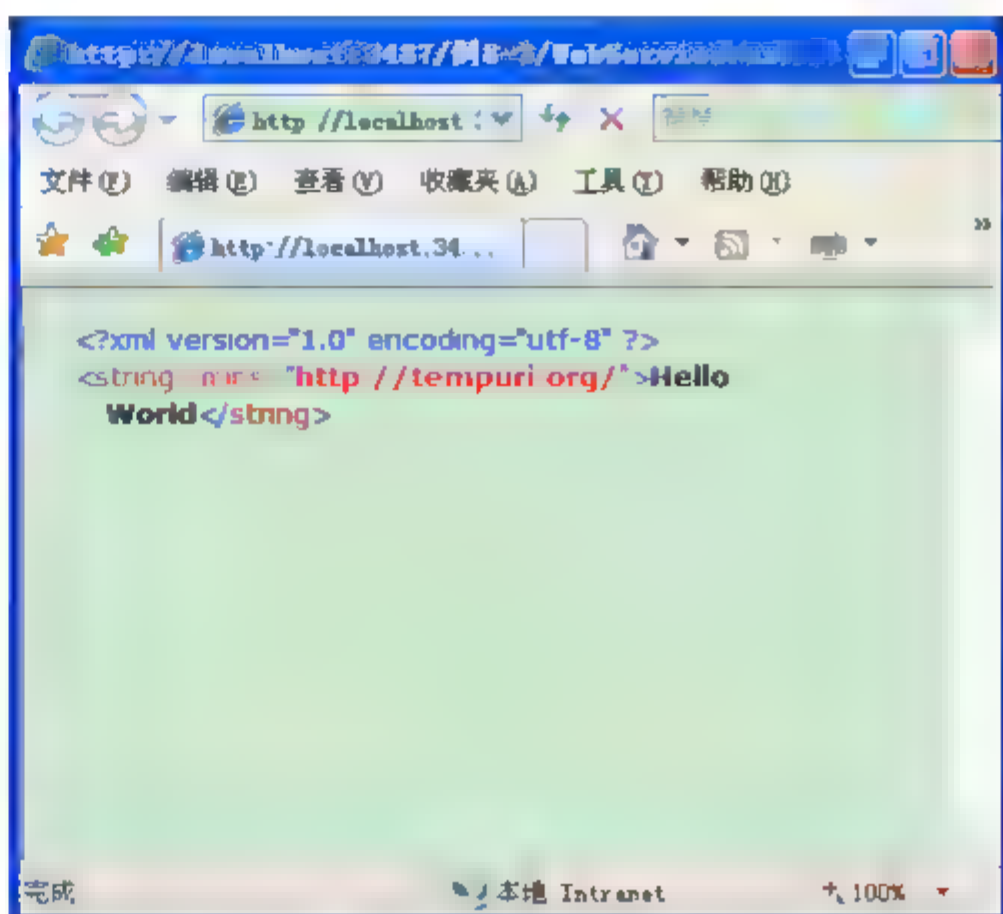 http //localhost
文件(F) 编辑(E) 查看(V) 收藏夹(A) 工具(T) 帮助(H)
http://localhost.34...
<?xml version="1.0" encoding="utf-8" ?>
<string "http //tempuri org/">Hello
World</string>
完成 本地 Intranet 100%